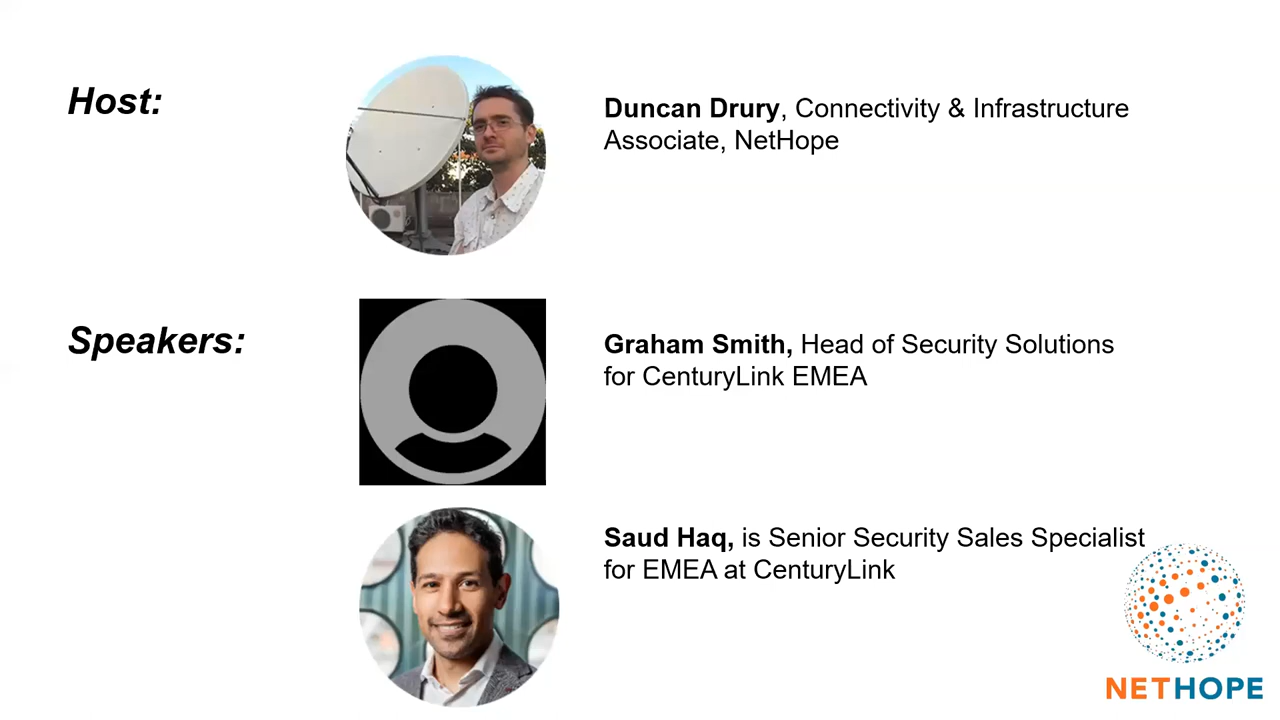 Host:
Duncan Drury, Connectivity & Infrastructure
Associate, NetHope
Speakers:
Graham Smith, Head of Security Solutions
for CenturyLink EMEA
Saud Haq, is Senior Security Sales Specialist
for EMEA at CenturyLink
NETHOPE